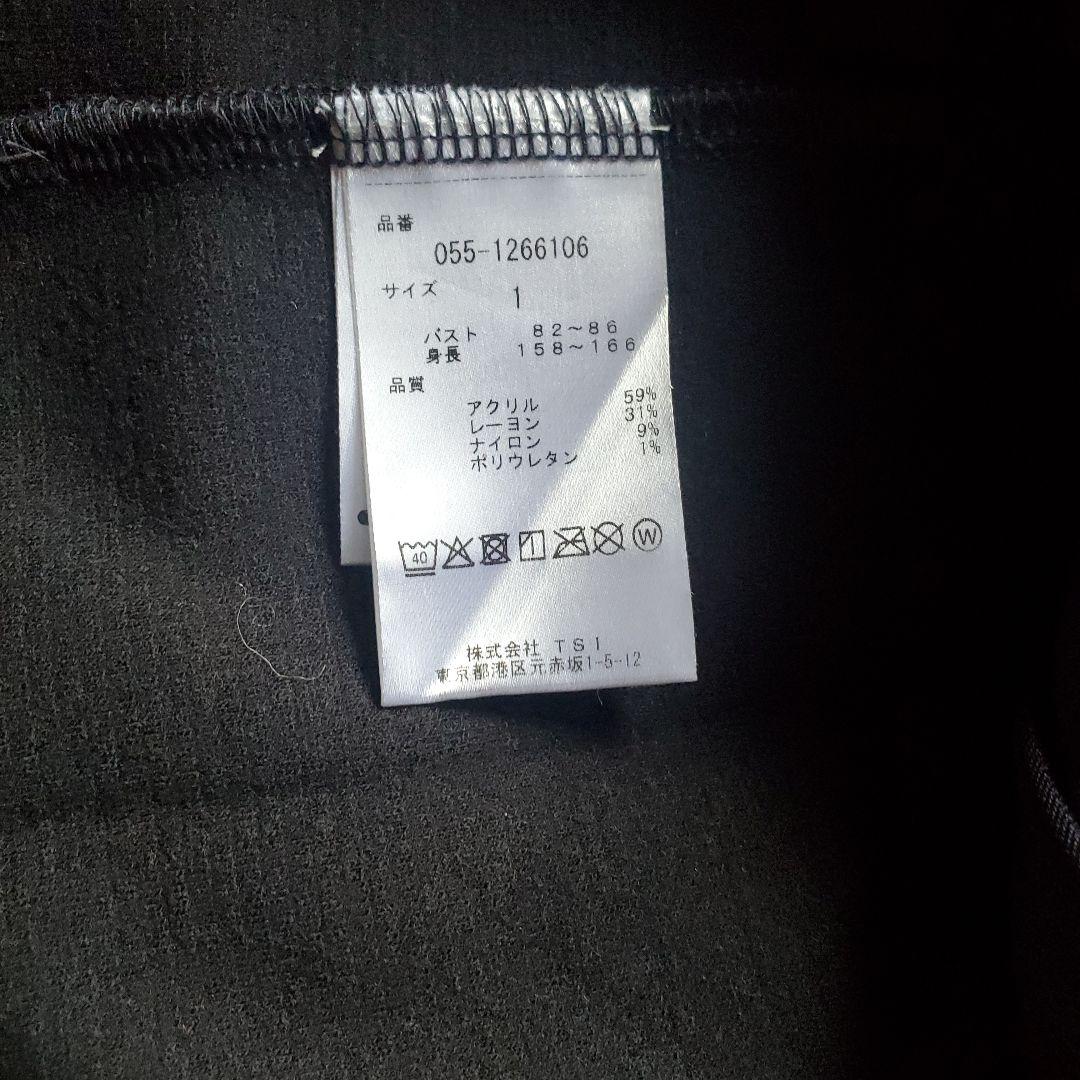 品番
055-1266106
サイズ 1
バスト 82～86
身長 158～166
品質
アクリル 59%
レーヨン 31%
ナイロン 9%
ポリウレタン 1%
40 W
株式会社 TSI
東京都港区元赤坂1-5-12